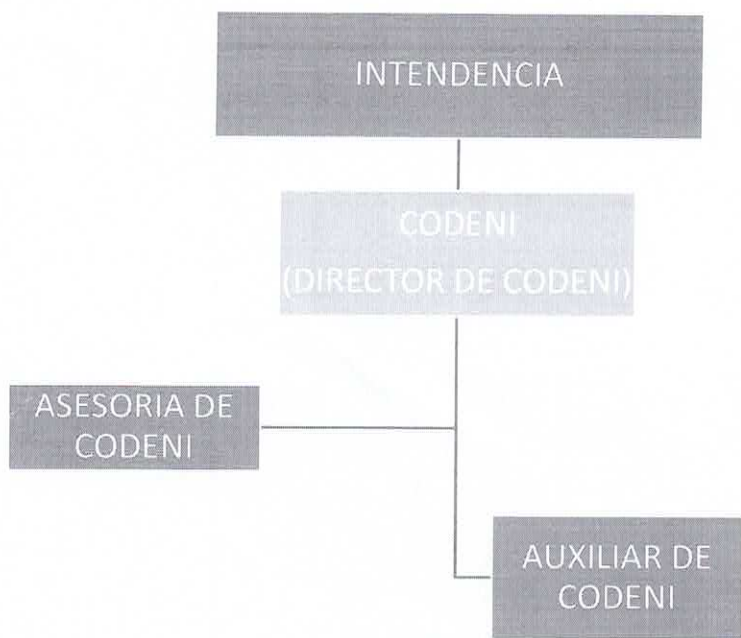 INTENDENCIA
CODENI
(DIRECTOR DE CODENI)
ASESORIA DE
CODENI
AUXILIAR DE
CODENI